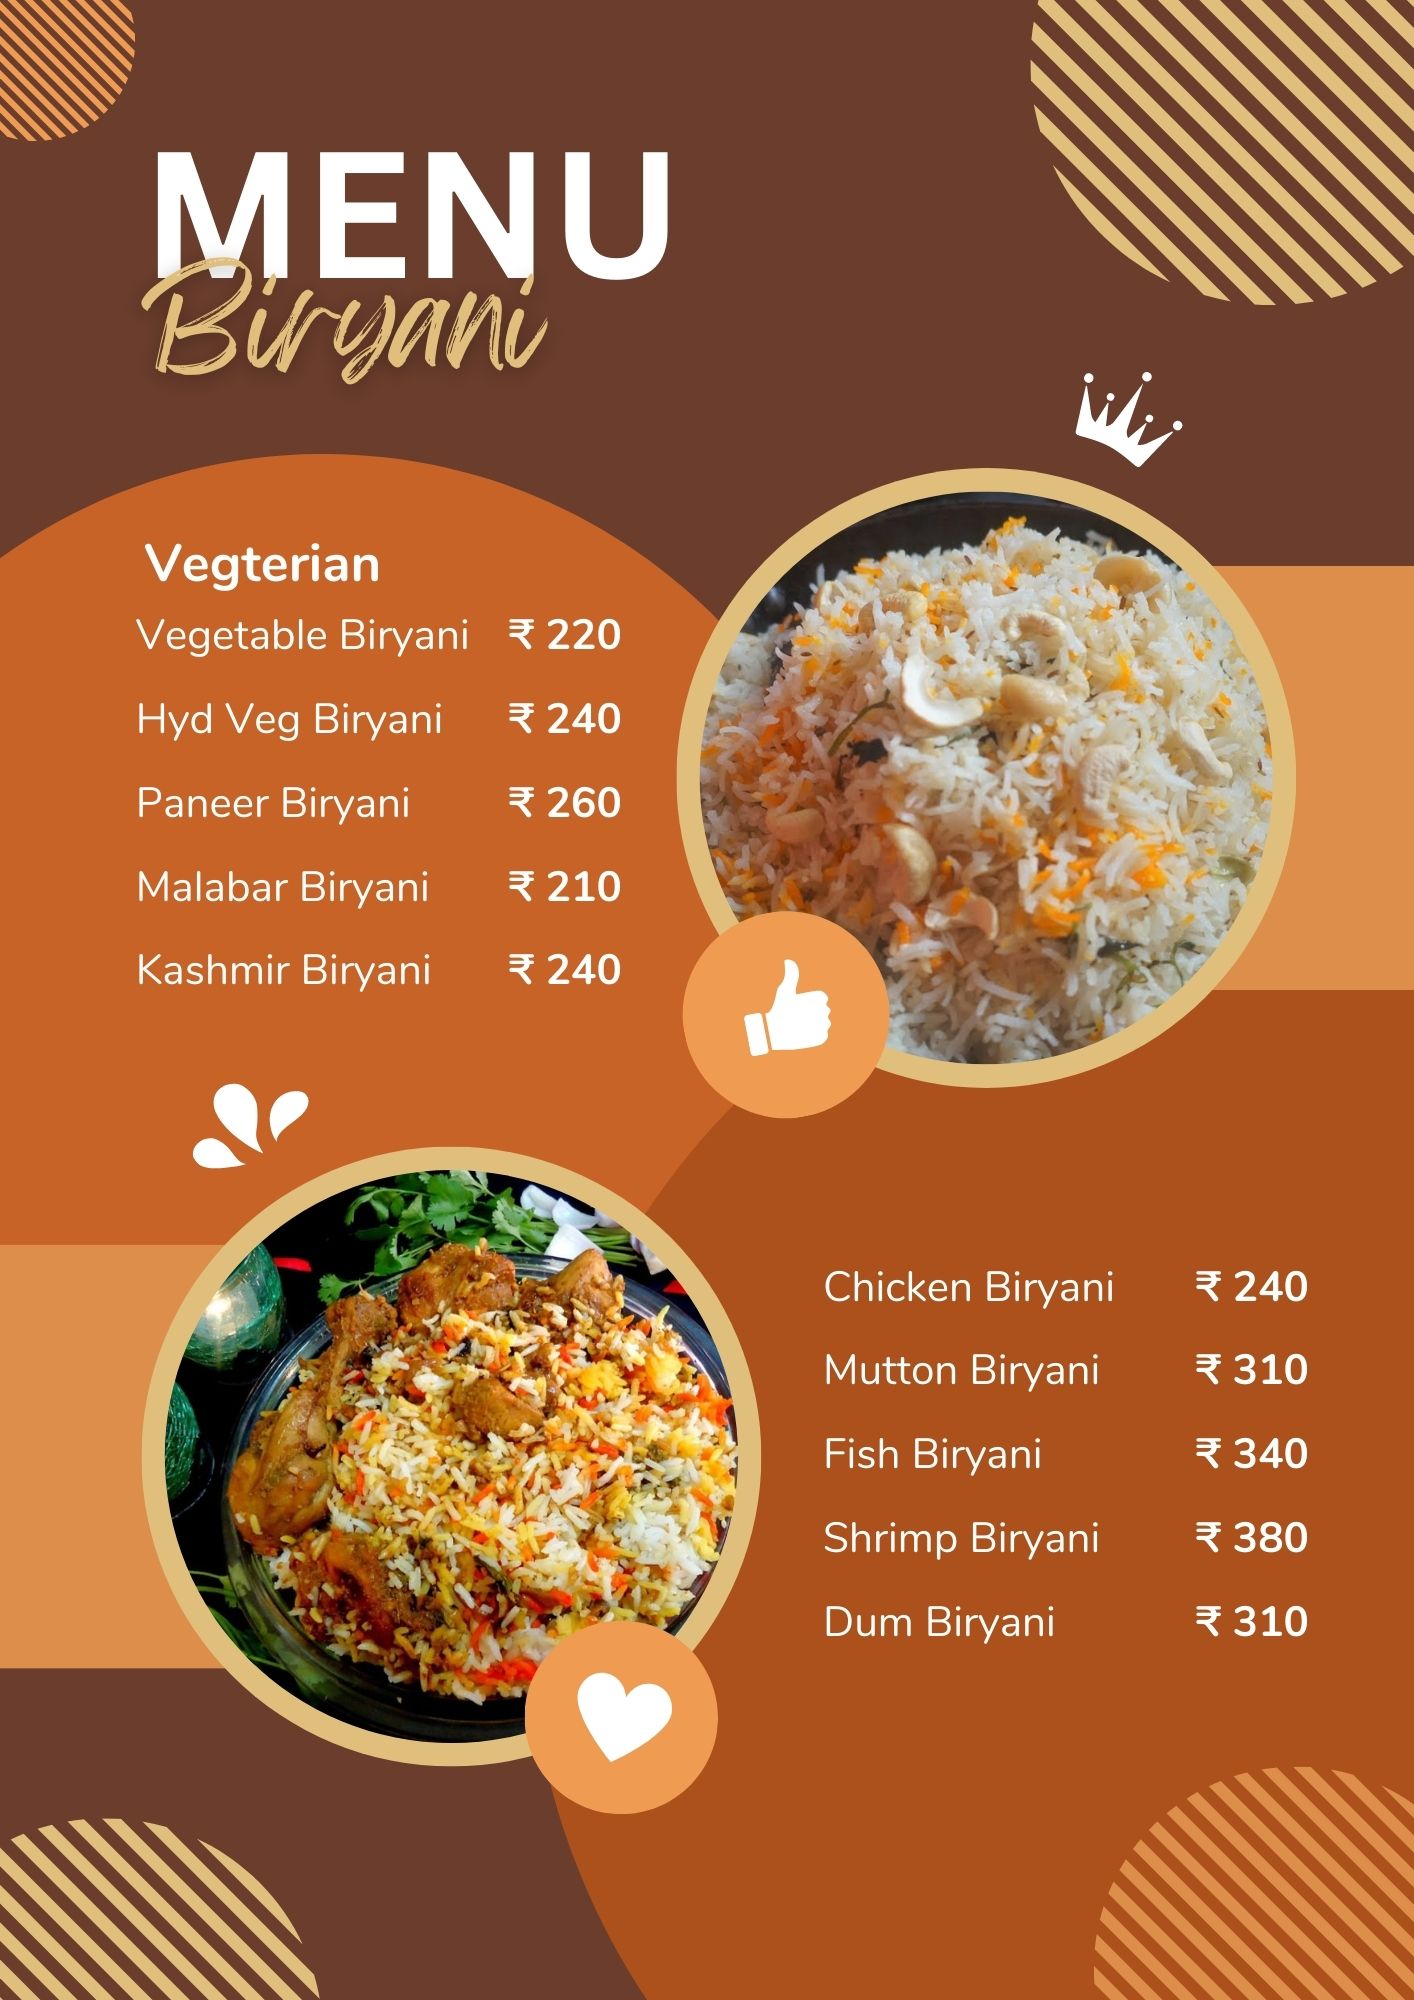 MENU
Biryani
Vegterian
Vegetable Biryani ₹ 220
Hyd Veg Biryani ₹ 240
Paneer Biryani ₹ 260
Malabar Biryani ₹ 210
Kashmir Biryani ₹ 240
Chicken Biryani ₹ 240
Mutton Biryani ₹ 310
Fish Biryani ₹ 340
Shrimp Biryani ₹ 380
Dum Biryani ₹ 310